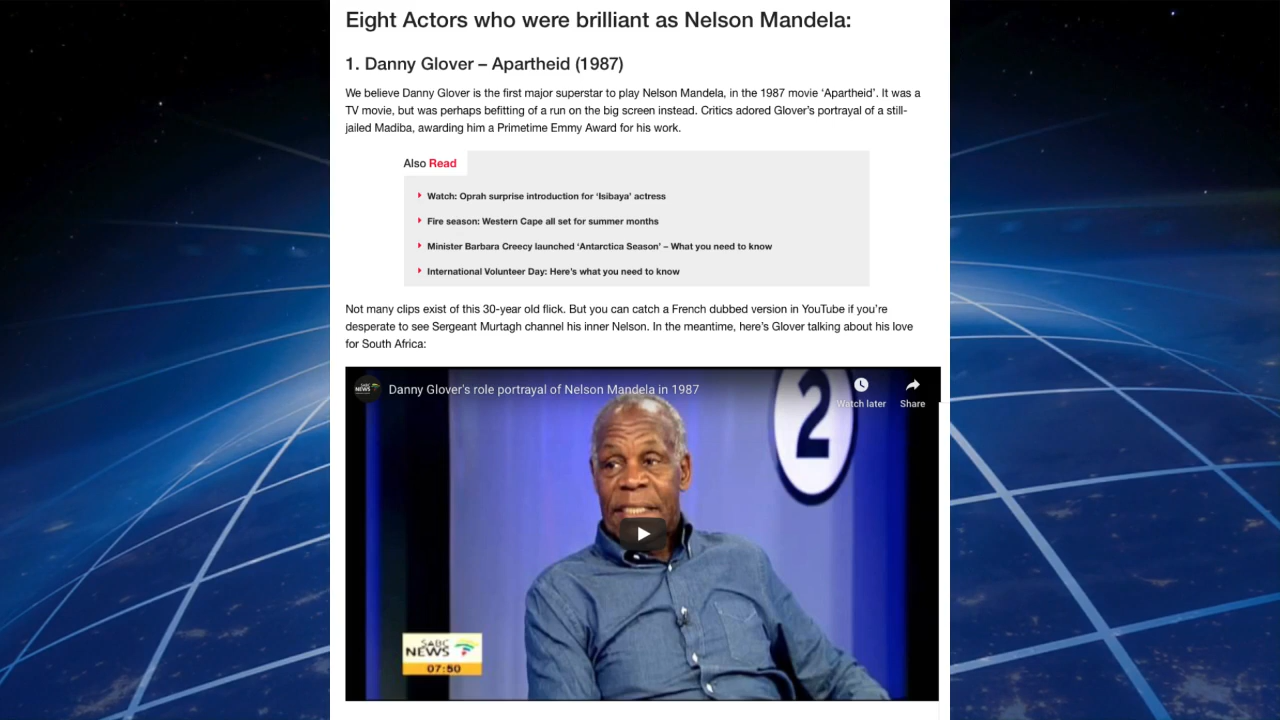 Eight Actors who were brilliant as Nelson Mandela:
1. Danny Glover – Apartheid (1987)
We believe Danny Glover is the first major superstar to play Nelson Mandela, in the 1987 movie ‘Apartheid’. It was a
TV movie, but was perhaps befitting of a run on the big screen instead. Critics adored Glover’s portrayal of a still-
jailed Madiba, awarding him a Primetime Emmy Award for his work.
Also Read
Watch: Oprah surprise introduction for ‘Isibaya’ actress
Fire season: Western Cape all set for summer months
Minister Barbara Creecy launched ‘Antarctica Season’ – What you need to know
International Volunteer Day: Here’s what you need to know
Not many clips exist of this 30-year old flick. But you can catch a French dubbed version in YouTube if you’re
desperate to see Sergeant Murtagh channel his inner Nelson. In the meantime, here’s Glover talking about his love
for South Africa:
SABC
NEWS
Danny Glover's role portrayal of Nelson Mandela in 1987
Watch later
Share
2
SABC
NEWS
07:50